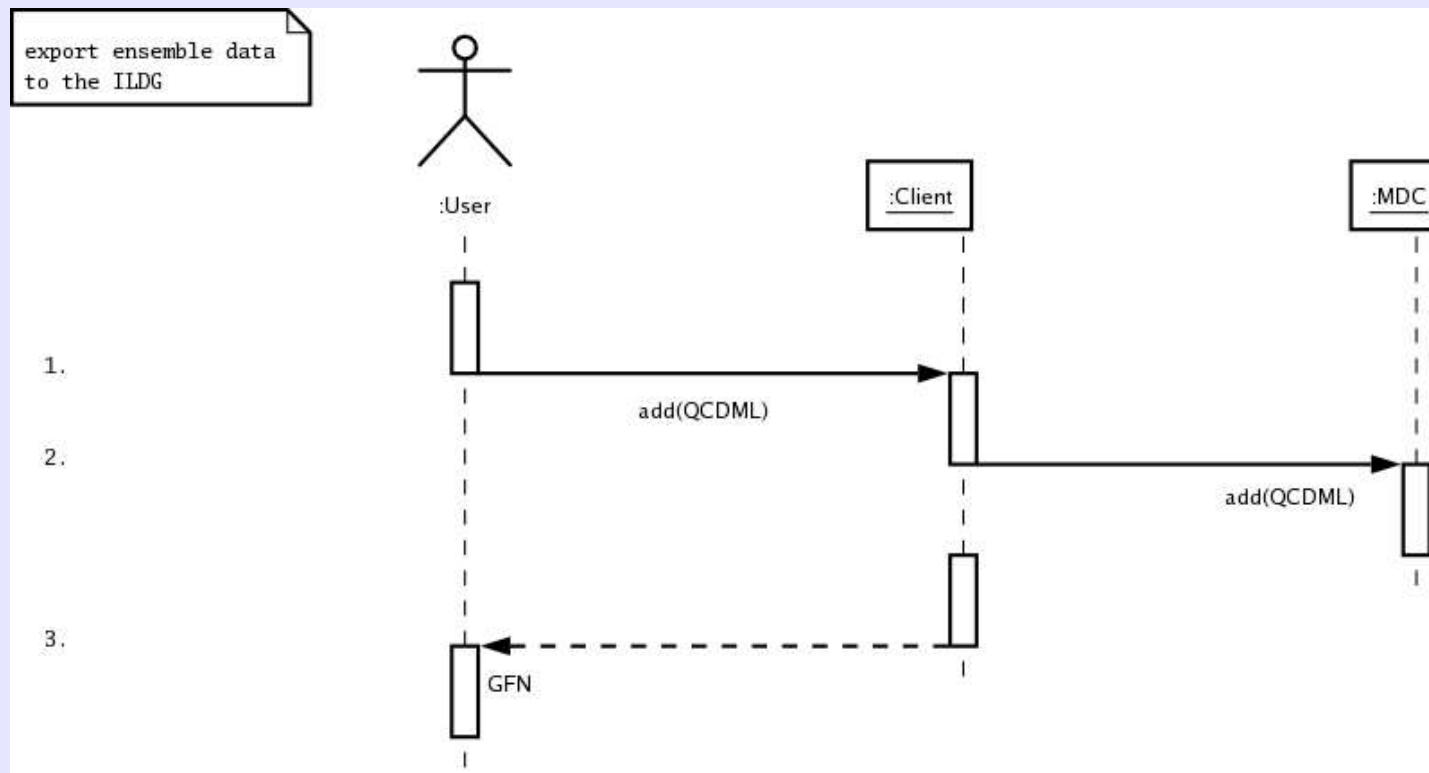 export ensemble data
to the ILDG
:User
:Client
:MDC
1.
add(QCDML)
2.
add(QCDML)
3.
GFN